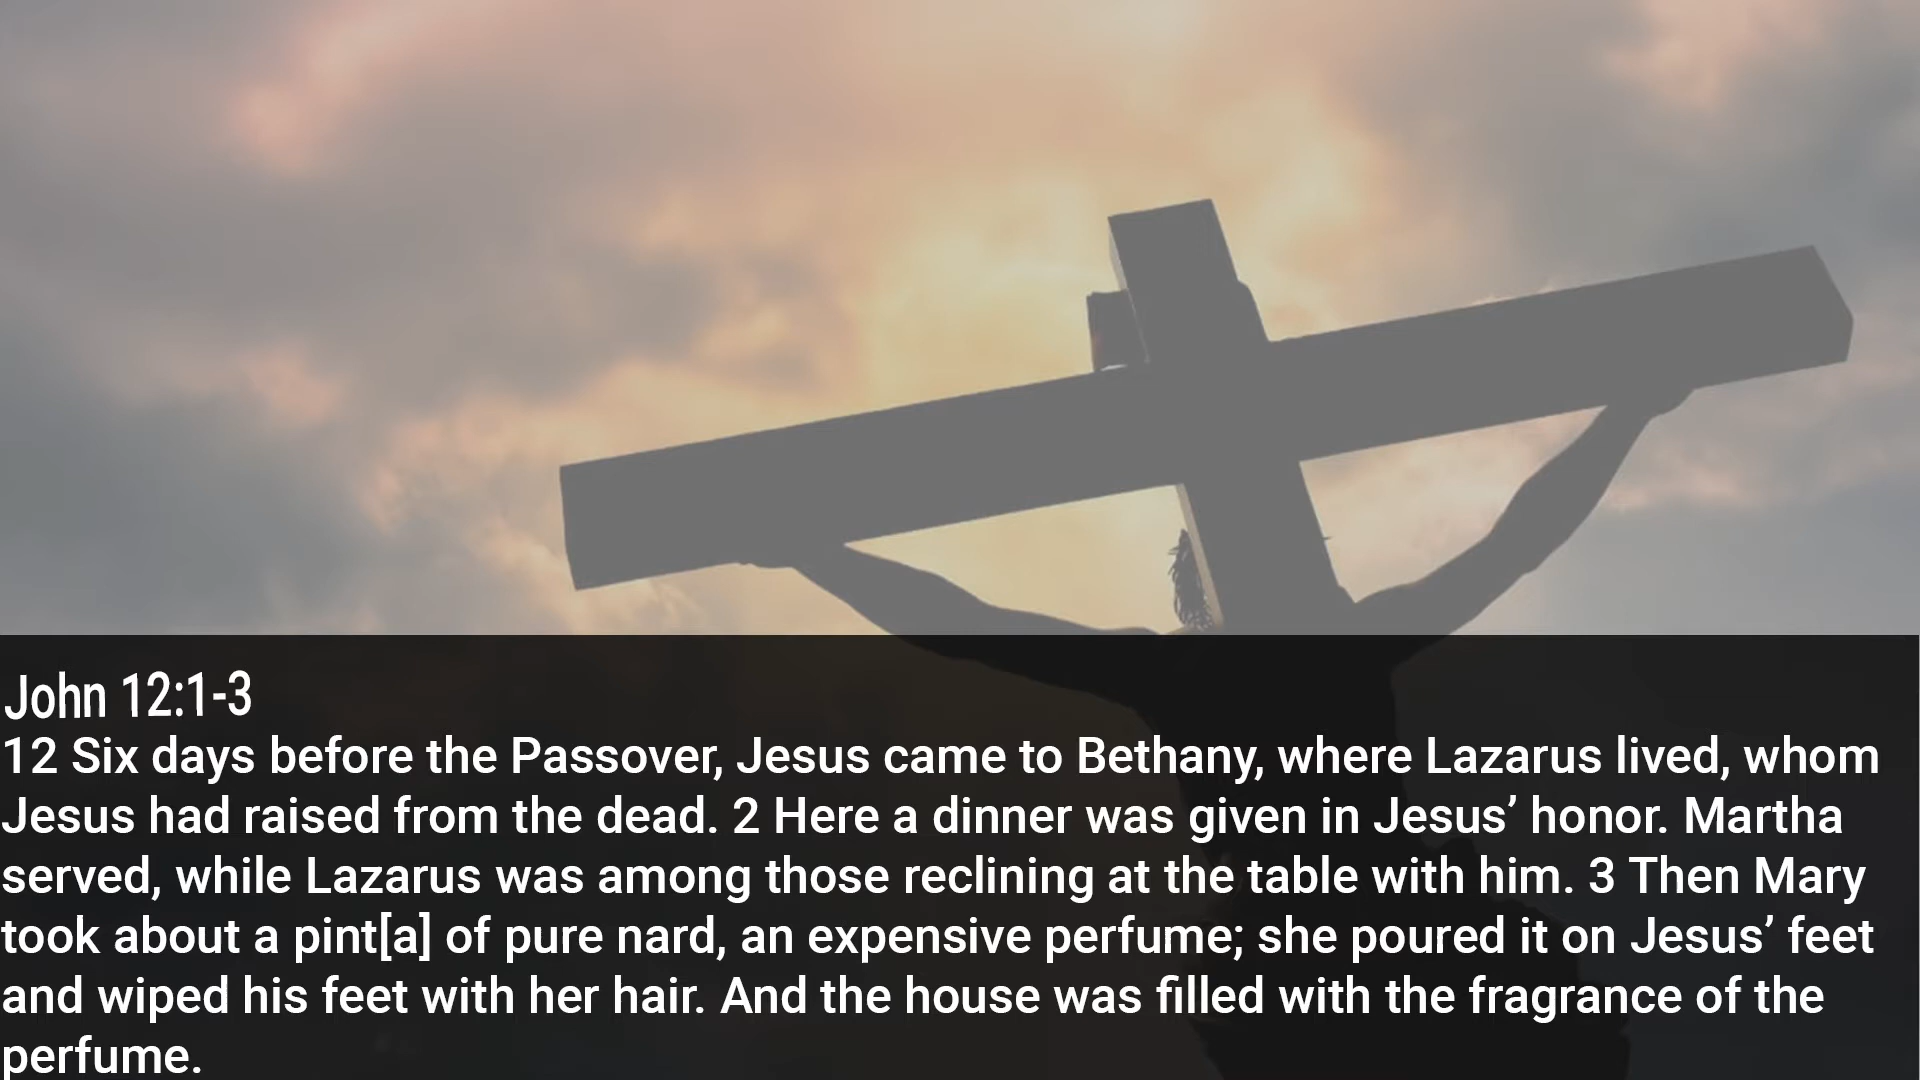 John 12:1-3
12 Six days before the Passover, Jesus came to Bethany, where Lazarus lived, whom
Jesus had raised from the dead. 2 Here a dinner was given in Jesus’ honor. Martha
served, while Lazarus was among those reclining at the table with him. 3 Then Mary
took about a pint[a] of pure nard, an expensive perfume; she poured it on Jesus’ feet
and wiped his feet with her hair. And the house was filled with the fragrance of the
perfume.